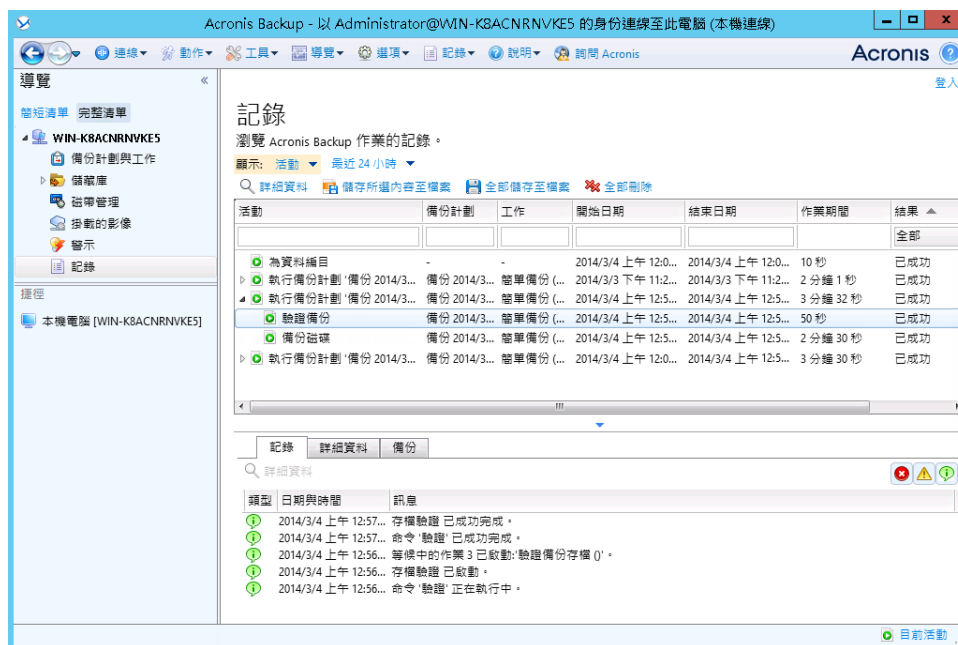 Acronis Backup - 以 Administrator@WIN-K8ACNRNVKE5 的身份連線至此電腦 (本機連線)
連線 動作 工具 導覽 選項 記錄 說明 詢問 Acronis Acronis
導覽 «
登入
簡短清單 完整清單
WIN-K8ACNRNVKE5
備份計劃與工作
儲藏庫
磁帶管理
掛載的影像
警示
記錄
捷徑
本機電腦 [WIN-K8ACNRNVKE5]
記錄
瀏覽 Acronis Backup 作業的記錄。
顯示: 活動 最近 24 小時
詳細資料 儲存所選內容至檔案 全部儲存至檔案 全部刪除
活動 備份計劃 工作 開始日期 結束日期 作業期間 結果
全部
為資料編目 - - 2014/3/4 上午 12:0... 2014/3/4 上午 12:0... 10 秒 已成功
執行備份計劃 '備份 2014/3... 備份 2014/3... 簡單備份 (... 2014/3/3 下午 11:2... 2014/3/3 下午 11:2... 2 分鐘 1 秒 已成功
執行備份計劃 '備份 2014/3... 備份 2014/3... 簡單備份 (... 2014/3/4 上午 12:5... 2014/3/4 上午 12:5... 3 分鐘 32 秒 已成功
驗證備份 備份 2014/3... 簡單備份 (... 2014/3/4 上午 12:5... 2014/3/4 上午 12:5... 50 秒 已成功
備份磁碟 備份 2014/3... 簡單備份 (... 2014/3/4 上午 12:5... 2014/3/4 上午 12:5... 2 分鐘 30 秒 已成功
執行備份計劃 '備份 2014/3... 備份 2014/3... 簡單備份 (... 2014/3/4 上午 12:0... 2014/3/4 上午 12:5... 3 分鐘 30 秒 已成功
記錄 詳細資料 備份
詳細資料
類型 日期與時間 訊息
2014/3/4 上午 12:57... 存檔驗證 已成功完成。
2014/3/4 上午 12:57... 命令 '驗證' 已成功完成。
2014/3/4 上午 12:56... 等候中的作業 3 已啟動:'驗證備份存檔 ()'。
2014/3/4 上午 12:56... 存檔驗證 已啟動。
2014/3/4 上午 12:56... 命令 '驗證' 正在執行中。
目前活動